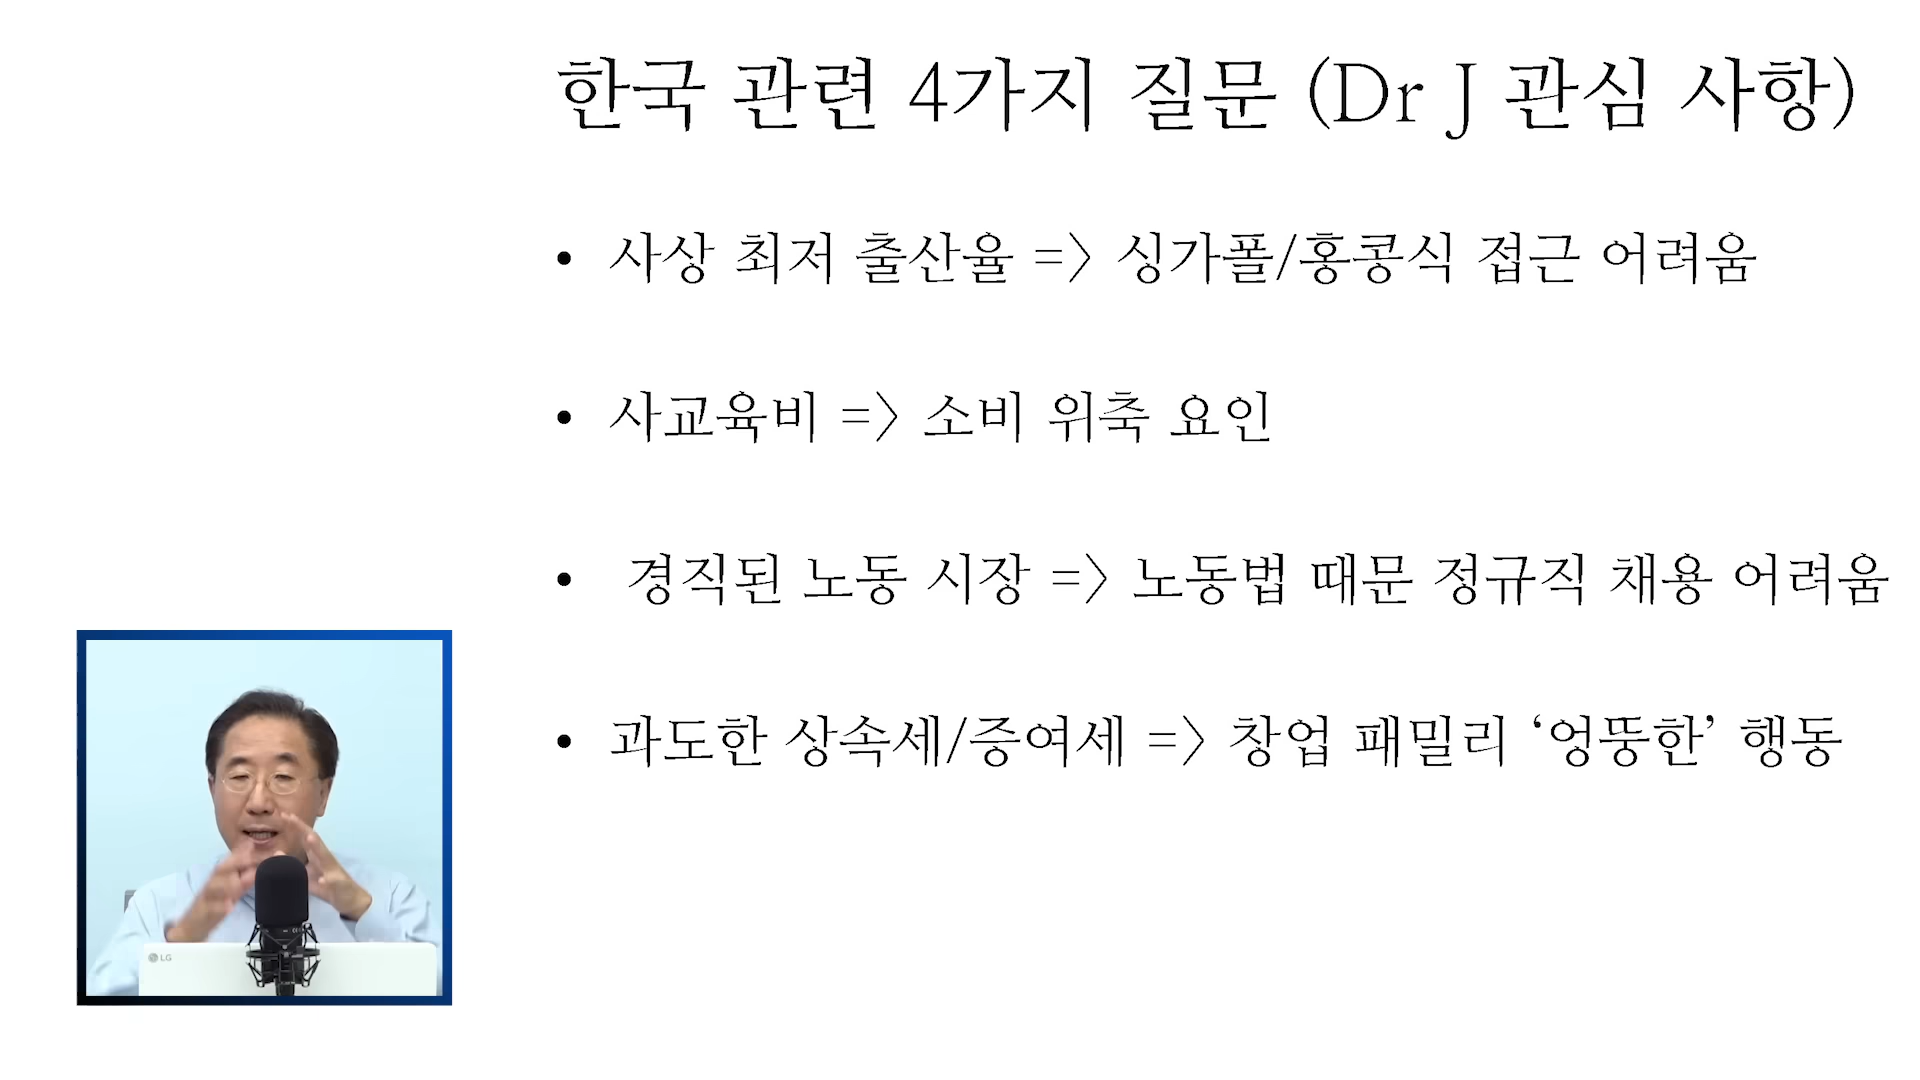 한국 관련 4가지 질문 (Dr J 관심 사항)
• 사상 최저 출산율 => 싱가폴/홍콩식 접근 어려움
• 사교육비 => 소비 위축 요인
• 경직된 노동 시장 => 노동법 때문 정규직 채용 어려움
• 과도한 상속세/증여세 => 창업 패밀리 ‘엉뚱한’ 행동
LG